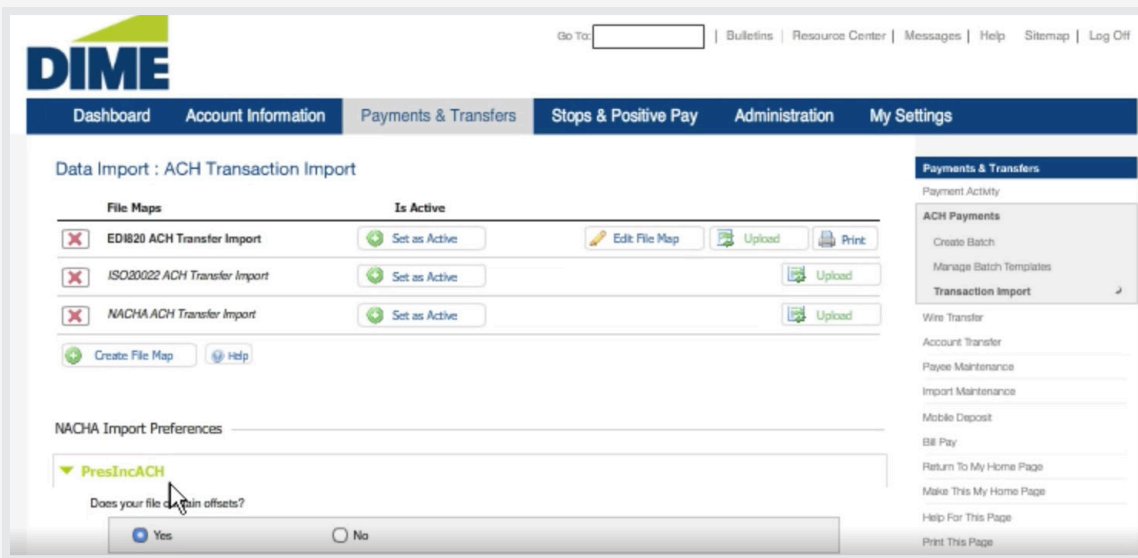 DIME
Go To: | Bulletins | Resource Center | Messages | Help Sitemap | Log Off
Dashboard Account Information Payments & Transfers Stops & Positive Pay Administration My Settings
Data Import : ACH Transaction Import
File Maps Is Active
EDI820 ACH Transfer Import Set as Active Edit File Map Upload Print
ISO20022 ACH Transfer Import Set as Active Upload
NACHA ACH Transfer Import Set as Active Upload
Create File Map Help
NACHA Import Preferences
PresIncACH
Does your file contain offsets?
Yes No
Payments & Transfers
Payment Activity
ACH Payments
Create Batch
Manage Batch Templates
Transaction Import
Wire Transfer
Account Transfer
Payee Maintenance
Import Maintenance
Mobile Deposit
Bill Pay
Return To My Home Page
Make This My Home Page
Help For This Page
Print This Page